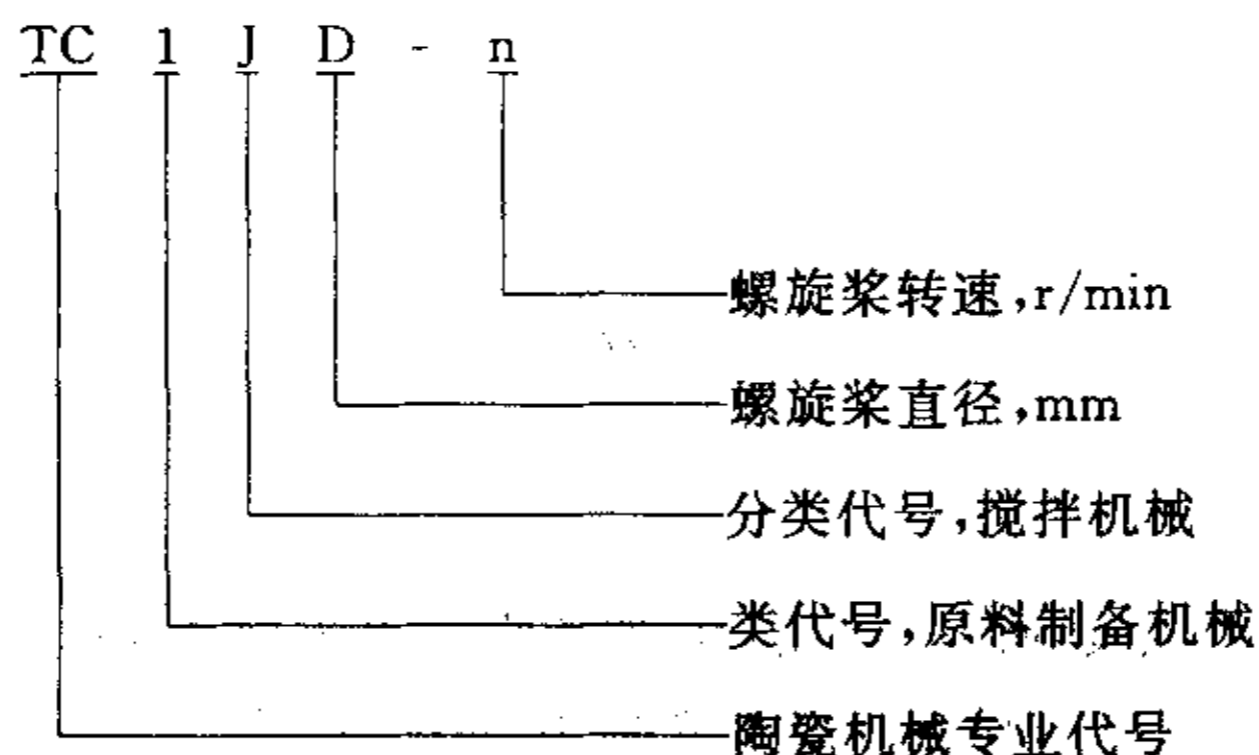 TC 1 J D - n
螺旋桨转速,r/min
螺旋桨直径,mm
分类代号,搅拌机械
类代号,原料制备机械
陶瓷机械专业代号